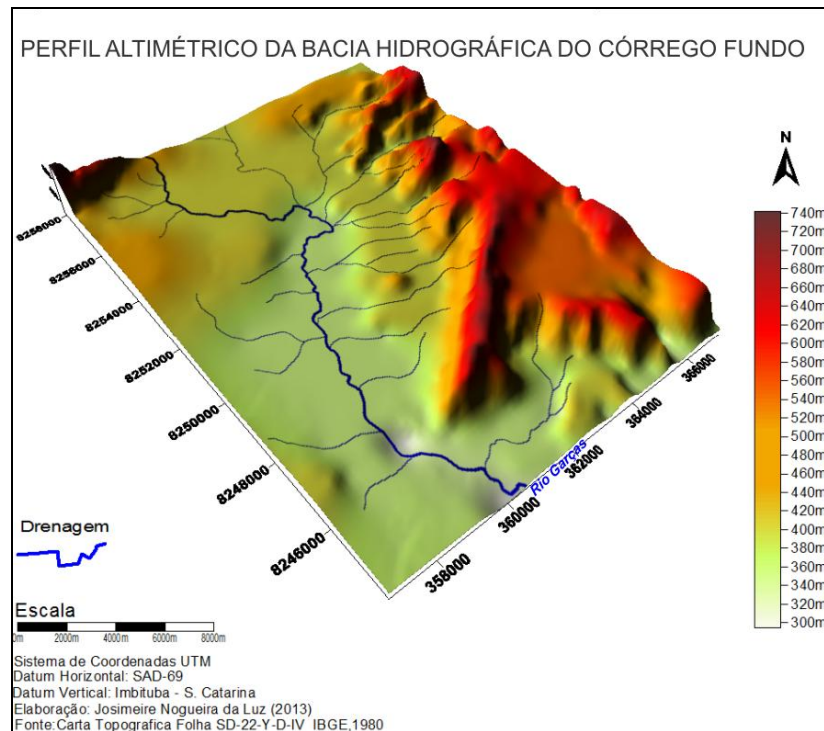 PERFIL ALTIMÉTRICO DA BACIA HIDROGRÁFICA DO CÓRREGO FUNDO
N
740m
720m
700m
680m
660m
640m
620m
600m
580m
560m
540m
520m
500m
480m
460m
440m
420m
400m
380m
360m
340m
320m
300m
8258000
8256000
8254000
8252000
8250000
8248000
8246000
358000
360000
362000
364000
366000
Rio Garças
Drenagem
Escala
0m 2000m 4000m 6000m 8000m
Sistema de Coordenadas UTM
Datum Horizontal: SAD-69
Datum Vertical: Imbituba - S. Catarina
Elaboração: Josimeire Nogueira da Luz (2013)
Fonte:Carta Topografica Folha SD-22-Y-D-IV IBGE,1980